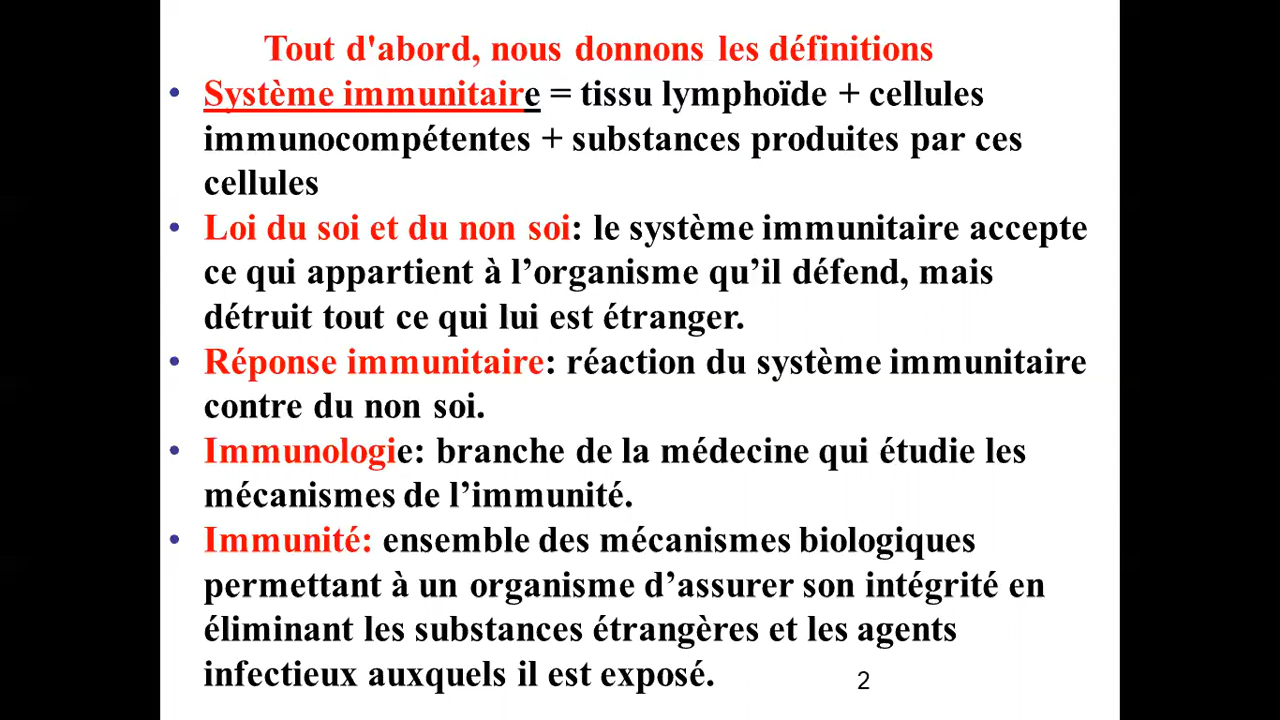 Tout d'abord, nous donnons les définitions
• Système immunitaire = tissu lymphoïde + cellules
immunocompétentes + substances produites par ces
cellules
• Loi du soi et du non soi: le système immunitaire accepte
ce qui appartient à l’organisme qu’il défend, mais
détruit tout ce qui lui est étranger.
• Réponse immunitaire: réaction du système immunitaire
contre du non soi.
• Immunologie: branche de la médecine qui étudie les
mécanismes de l’immunité.
• Immunité: ensemble des mécanismes biologiques
permettant à un organisme d’assurer son intégrité en
éliminant les substances étrangères et les agents
infectieux auxquels il est exposé.
2